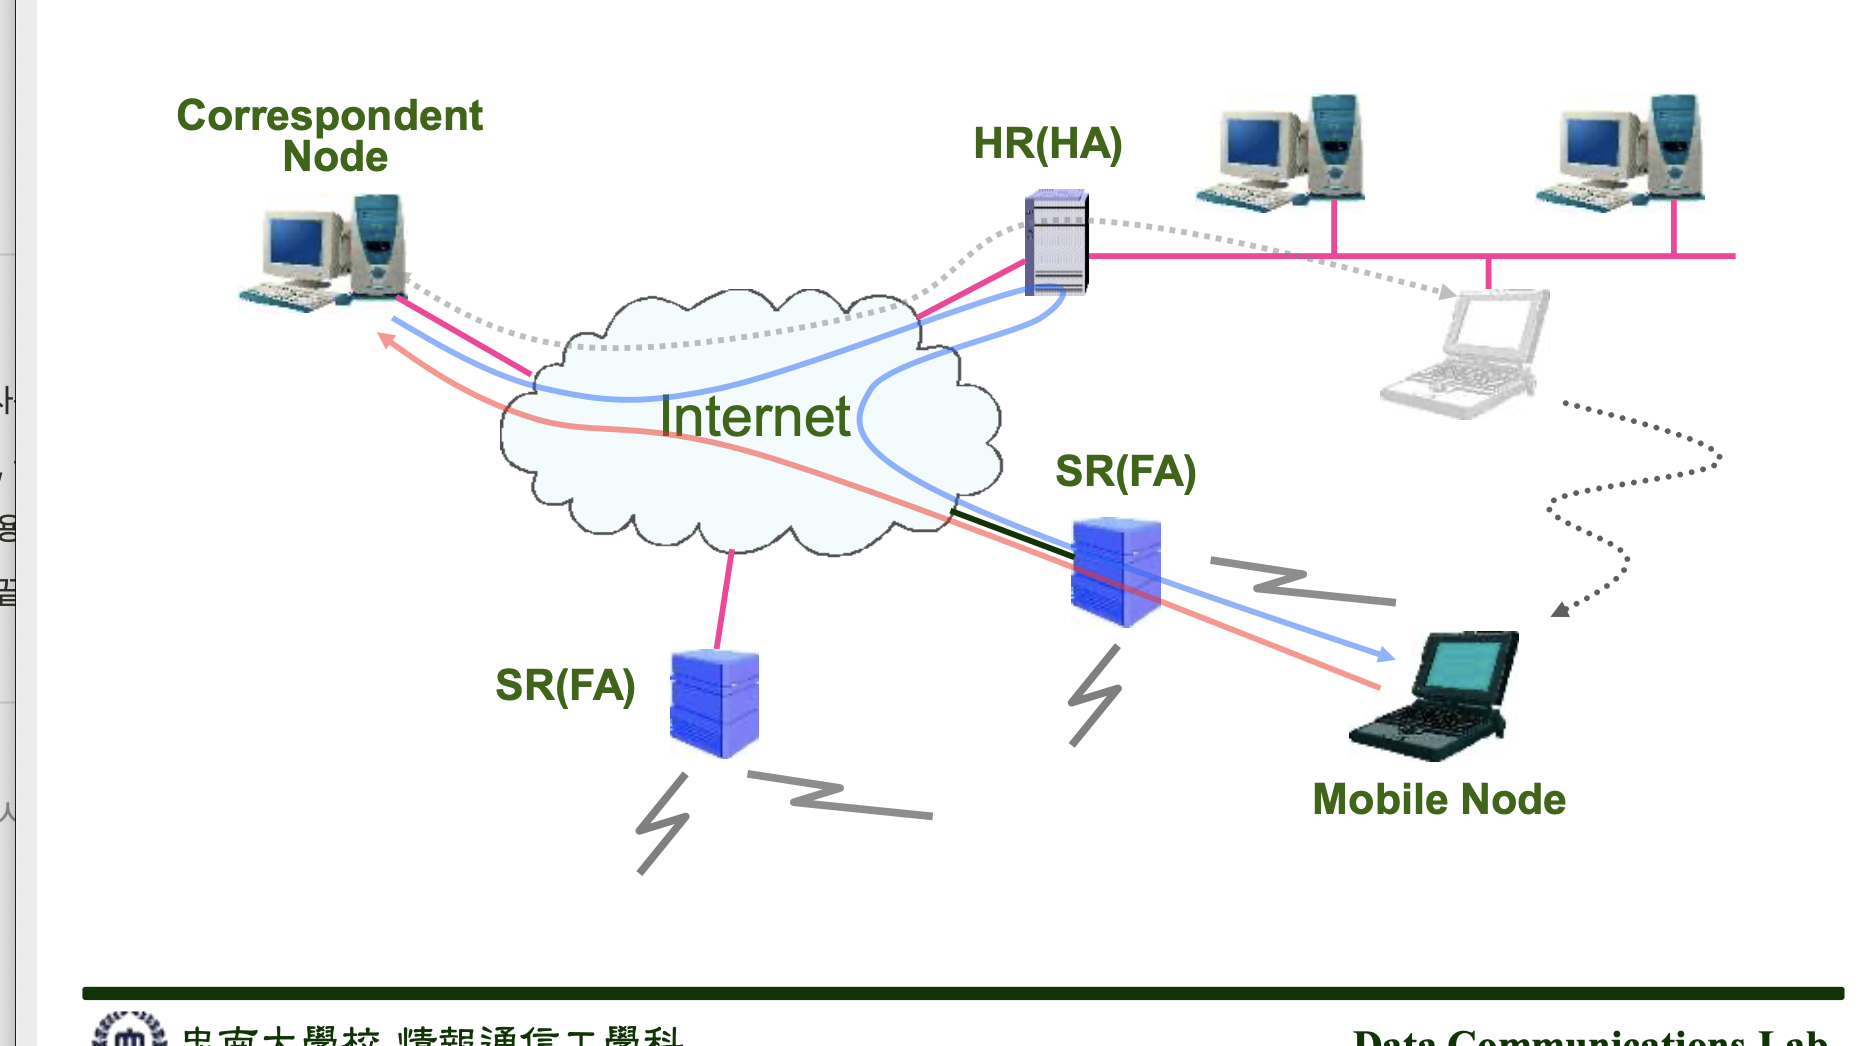 Correspondent
Node
HR(HA)
Internet
SR(FA)
SR(FA)
Mobile Node
忠南大學校 情報通信工學科
Data Communications Lab